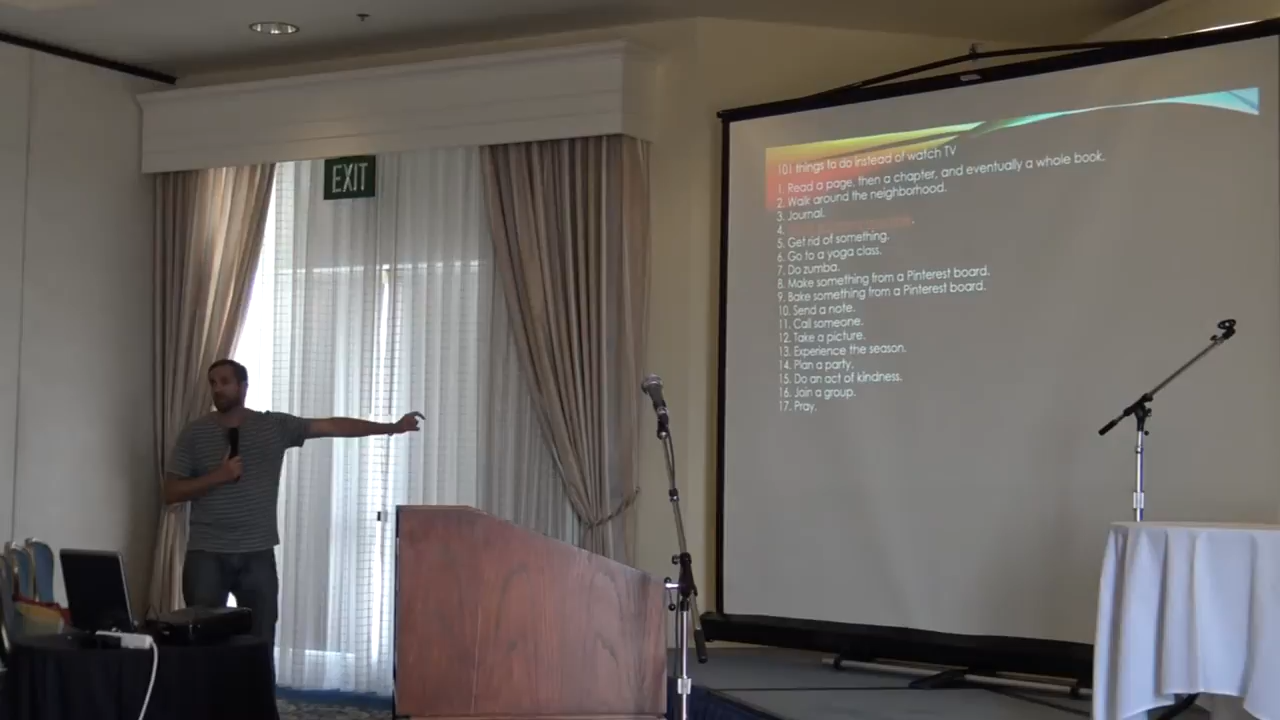 EXIT
101 things to do instead of watch TV
1. Read a page, then a chapter, and eventually a whole book.
2. Walk around the neighborhood.
3. Journal.
4.
5. Get rid of something.
6. Go to a yoga class.
7. Do zumba.
8. Make something from a Pinterest board.
9. Bake something from a Pinterest board.
10. Send a note.
11. Call someone.
12. Take a picture.
13. Experience the season.
14. Plan a party.
15. Do an act of kindness.
16. Join a group.
17. Pray.